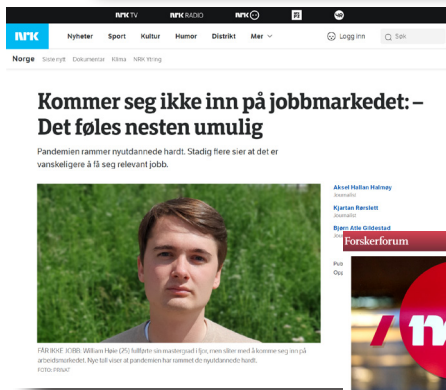 NRK TV NRK RADIO NRK
NRK Nyheter Sport Kultur Humor Distrikt Mer Logg inn Søk
Norge Siste nytt Dokumentar Klima NRK Ytring
Kommer seg ikke inn på jobbmarkedet: –
Det føles nesten umulig
Pandemien rammer nyutdannede hardt. Stadig flere sier at det er
vanskeligere å få seg relevant jobb.
Aksel Hallan Halmøy
Journalist
Kjartan Rørslett
Journalist
Bjørn Atle Gildestad
Forskerforum
FÅR IKKE JOBB: William Høie (25) fullførte sin mastergrad i fjor, men sliter med å komme seg inn på
arbeidsmarkedet. Nye tall viser at pandemien har rammet de nyutdannede hardt.
FOTO: PRIVAT